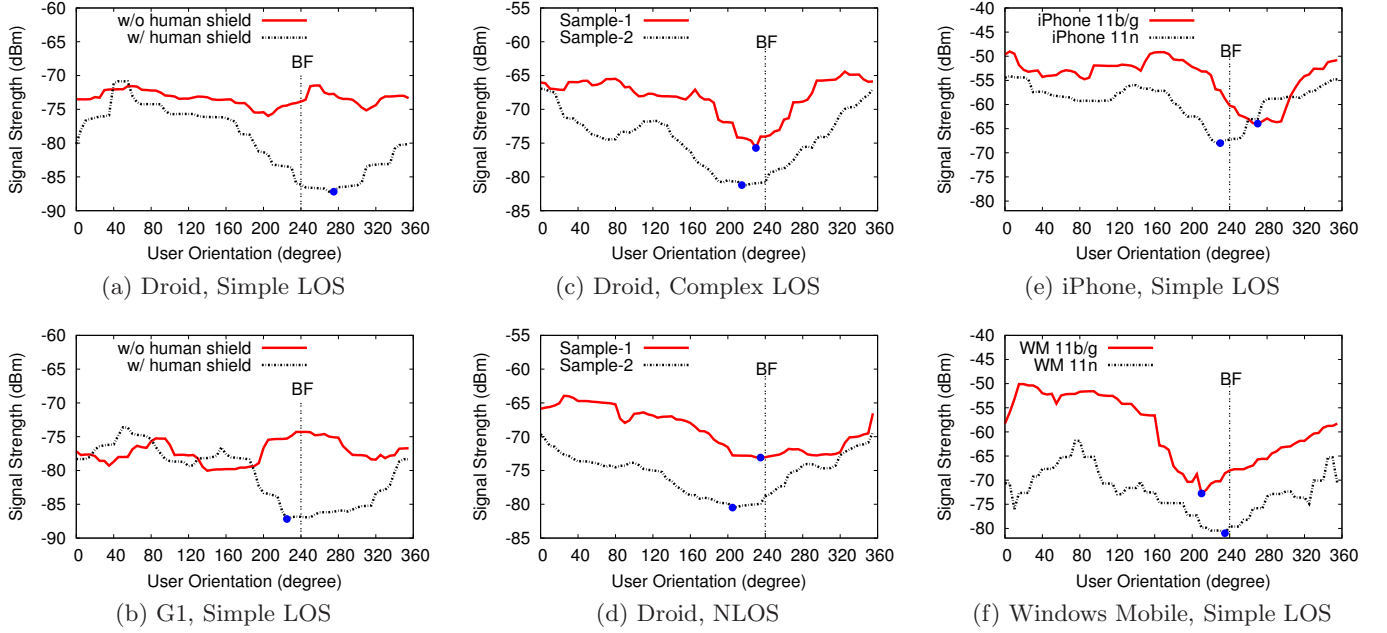 w/o human shield
w/ human shield
BF
Signal Strength (dBm)
-60
-65
-70
-75
-80
-85
-90
0 40 80 120 160 200 240 280 320 360
User Orientation (degree)
(a) Droid, Simple LOS
Sample-1
Sample-2
BF
Signal Strength (dBm)
-55
-60
-65
-70
-75
-80
-85
0 40 80 120 160 200 240 280 320 360
User Orientation (degree)
(c) Droid, Complex LOS
iPhone 11b/g
iPhone 11n
BF
Signal Strength (dBm)
-40
-45
-50
-55
-60
-65
-70
-75
-80
0 40 80 120 160 200 240 280 320 360
User Orientation (degree)
(e) iPhone, Simple LOS
w/o human shield
w/ human shield
BF
Signal Strength (dBm)
-60
-65
-70
-75
-80
-85
-90
0 40 80 120 160 200 240 280 320 360
User Orientation (degree)
(b) G1, Simple LOS
Sample-1
Sample-2
BF
Signal Strength (dBm)
-55
-60
-65
-70
-75
-80
-85
0 40 80 120 160 200 240 280 320 360
User Orientation (degree)
(d) Droid, NLOS
WM 11b/g
WM 11n
BF
Signal Strength (dBm)
-40
-45
-50
-55
-60
-65
-70
-75
-80
0 40 80 120 160 200 240 280 320 360
User Orientation (degree)
(f) Windows Mobile, Simple LOS